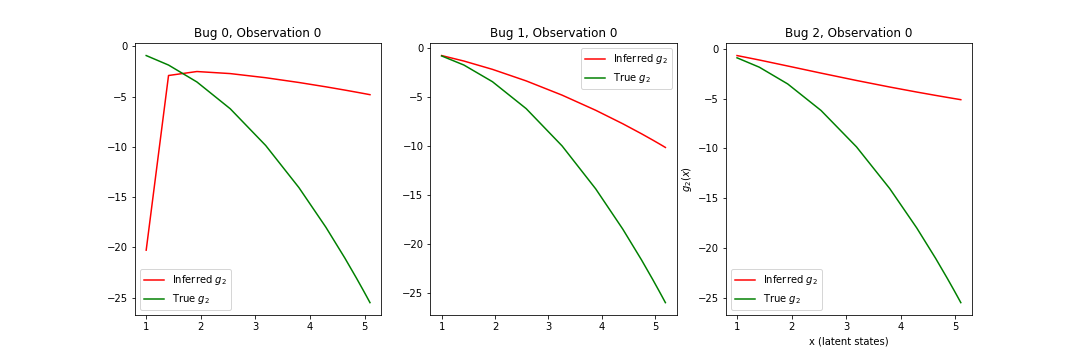 Bug 0, Observation 0
0
−5
−10
−15
−20
−25
1 2 3 4 5
Inferred g₂
True g₂
Bug 1, Observation 0
0
−5
−10
−15
−20
−25
1 2 3 4 5
Inferred g₂
True g₂
Bug 2, Observation 0
g₂(x)
0
−5
−10
−15
−20
−25
1 2 3 4 5
x (latent states)
Inferred g₂
True g₂